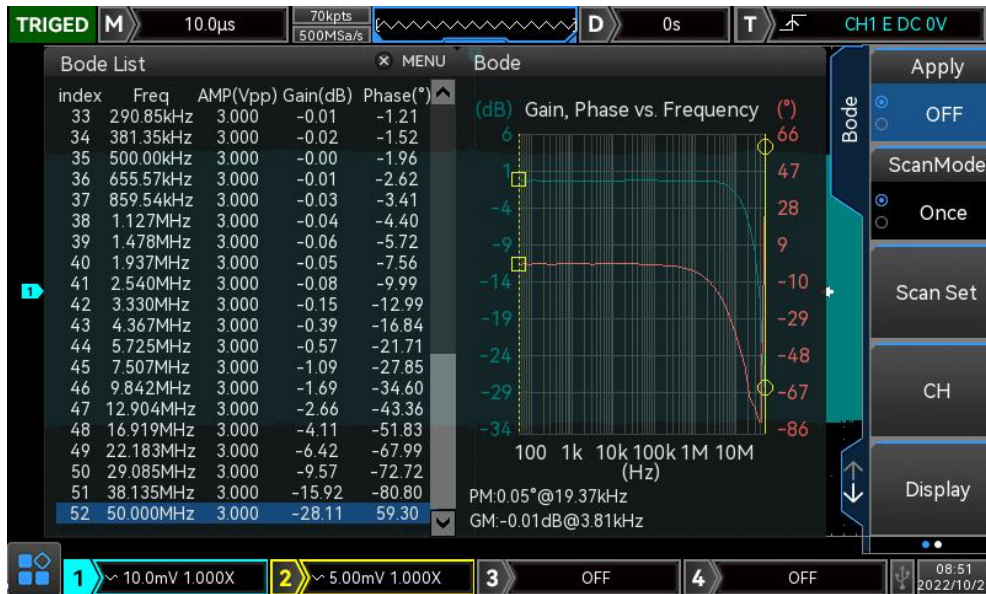 TRIGED M 10.0μs 70kpts 500MSa/s D 0s T CH1 E DC 0V
Bode List × MENU
index Freq AMP(Vpp) Gain(dB) Phase(°)
33 290.85kHz 3.000 -0.01 -1.21
34 381.35kHz 3.000 -0.02 -1.52
35 500.00kHz 3.000 -0.00 -1.96
36 655.57kHz 3.000 -0.01 -2.62
37 859.54kHz 3.000 -0.03 -3.41
38 1.127MHz 3.000 -0.04 -4.40
39 1.478MHz 3.000 -0.06 -5.72
40 1.937MHz 3.000 -0.05 -7.56
41 2.540MHz 3.000 -0.08 -9.99
42 3.330MHz 3.000 -0.15 -12.99
43 4.367MHz 3.000 -0.39 -16.84
44 5.725MHz 3.000 -0.57 -21.71
45 7.507MHz 3.000 -1.09 -27.85
46 9.842MHz 3.000 -1.69 -34.60
47 12.904MHz 3.000 -2.66 -43.36
48 16.919MHz 3.000 -4.11 -51.83
49 22.183MHz 3.000 -6.42 -67.99
50 29.085MHz 3.000 -9.57 -72.72
51 38.135MHz 3.000 -15.92 -80.80
52 50.000MHz 3.000 -28.11 59.30
Bode
(dB) Gain, Phase vs. Frequency (°)
6 66
1 47
-4 28
-9 9
-14 -10
-19 -29
-24 -48
-29 -67
-34 -86
100 1k 10k 100k 1M 10M
(Hz)
PM:0.05°@19.37kHz
GM:-0.01dB@3.81kHz
Bode
Apply
OFF
ScanMode
Once
Scan Set
CH
Display
1
1 10.0mV 1.000X 2 5.00mV 1.000X 3 OFF 4 OFF
08:51
2022/10/2